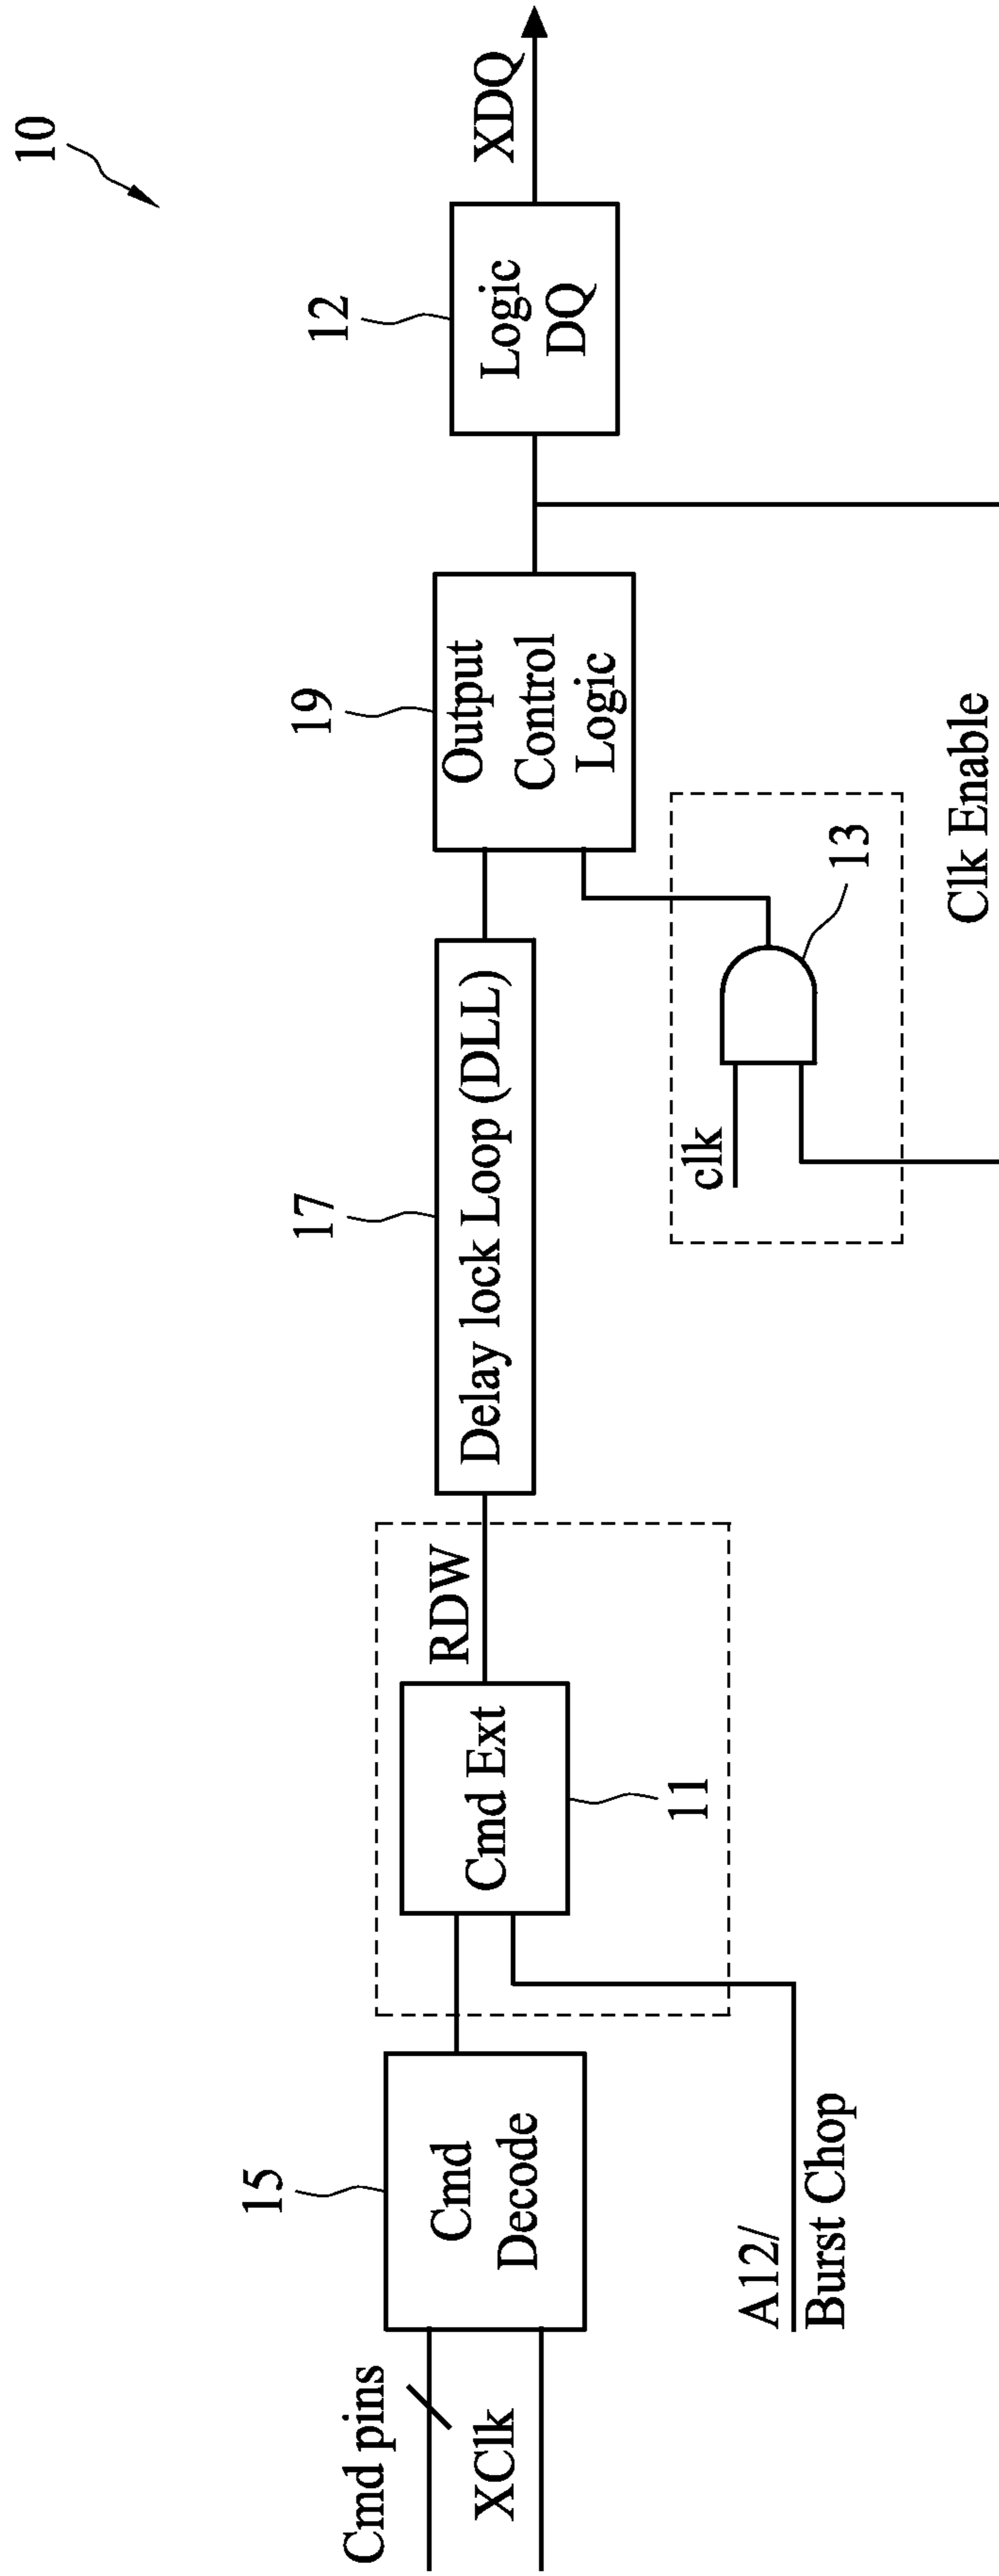 10
Cmd pins
XClk
15
Cmd
Decode
A12/
Burst Chop
Cmd Ext
11
RDW
17
Delay lock Loop (DLL)
clk
13
Clk Enable
19
Output
Control
Logic
12
Logic
DQ
XDQ